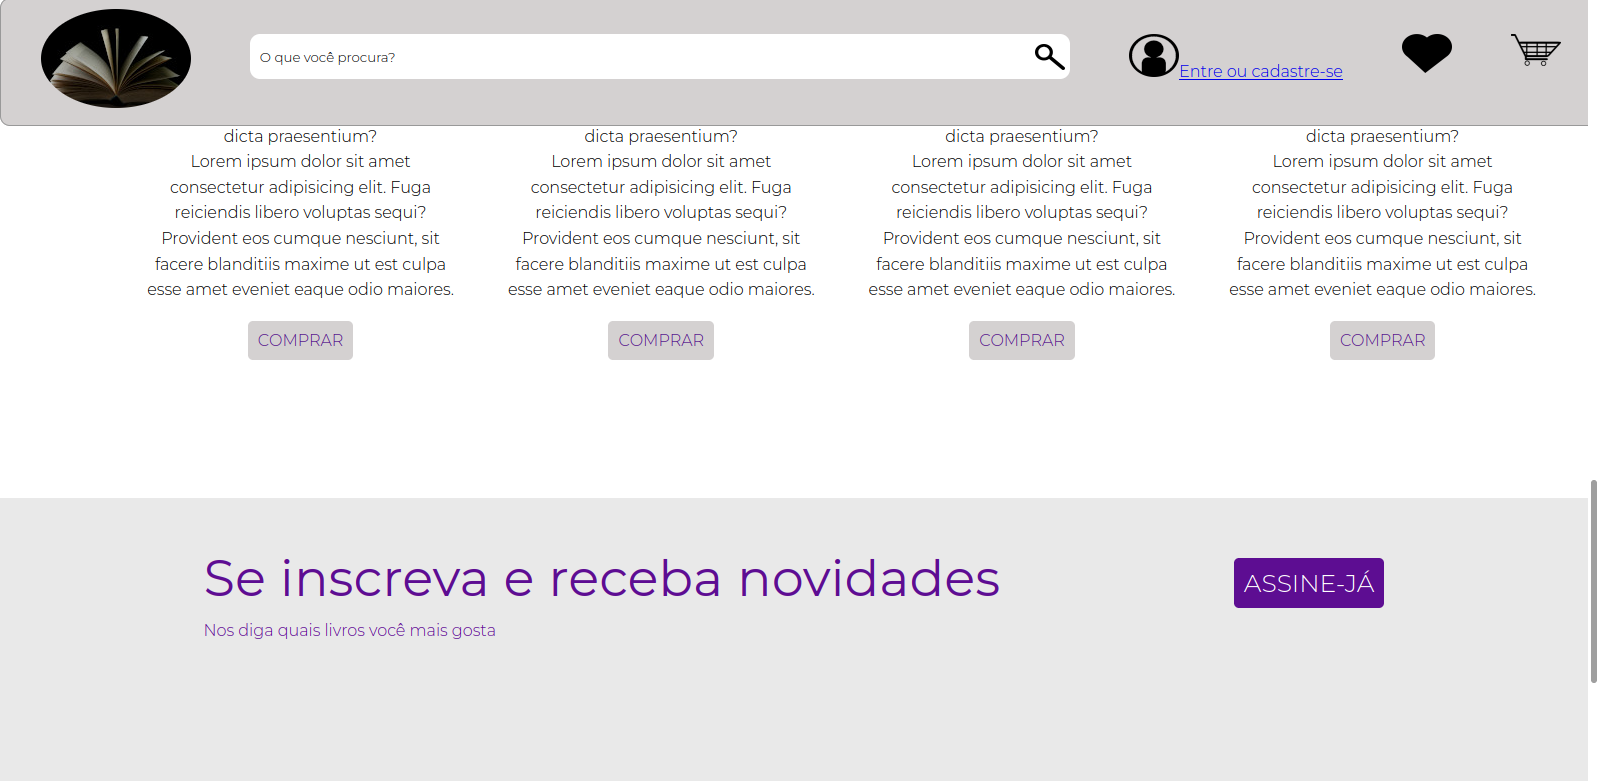 O que você procura?
Entre ou cadastre-se
dicta praesentium?
Lorem ipsum dolor sit amet
consectetur adipisicing elit. Fuga
reiciendis libero voluptas sequi?
Provident eos cumque nesciunt, sit
facere blanditiis maxime ut est culpa
esse amet eveniet eaque odio maiores.
COMPRAR
dicta praesentium?
Lorem ipsum dolor sit amet
consectetur adipisicing elit. Fuga
reiciendis libero voluptas sequi?
Provident eos cumque nesciunt, sit
facere blanditiis maxime ut est culpa
esse amet eveniet eaque odio maiores.
COMPRAR
dicta praesentium?
Lorem ipsum dolor sit amet
consectetur adipisicing elit. Fuga
reiciendis libero voluptas sequi?
Provident eos cumque nesciunt, sit
facere blanditiis maxime ut est culpa
esse amet eveniet eaque odio maiores.
COMPRAR
dicta praesentium?
Lorem ipsum dolor sit amet
consectetur adipisicing elit. Fuga
reiciendis libero voluptas sequi?
Provident eos cumque nesciunt, sit
facere blanditiis maxime ut est culpa
esse amet eveniet eaque odio maiores.
COMPRAR
Se inscreva e receba novidades
Nos diga quais livros você mais gosta
ASSINE-JÁ